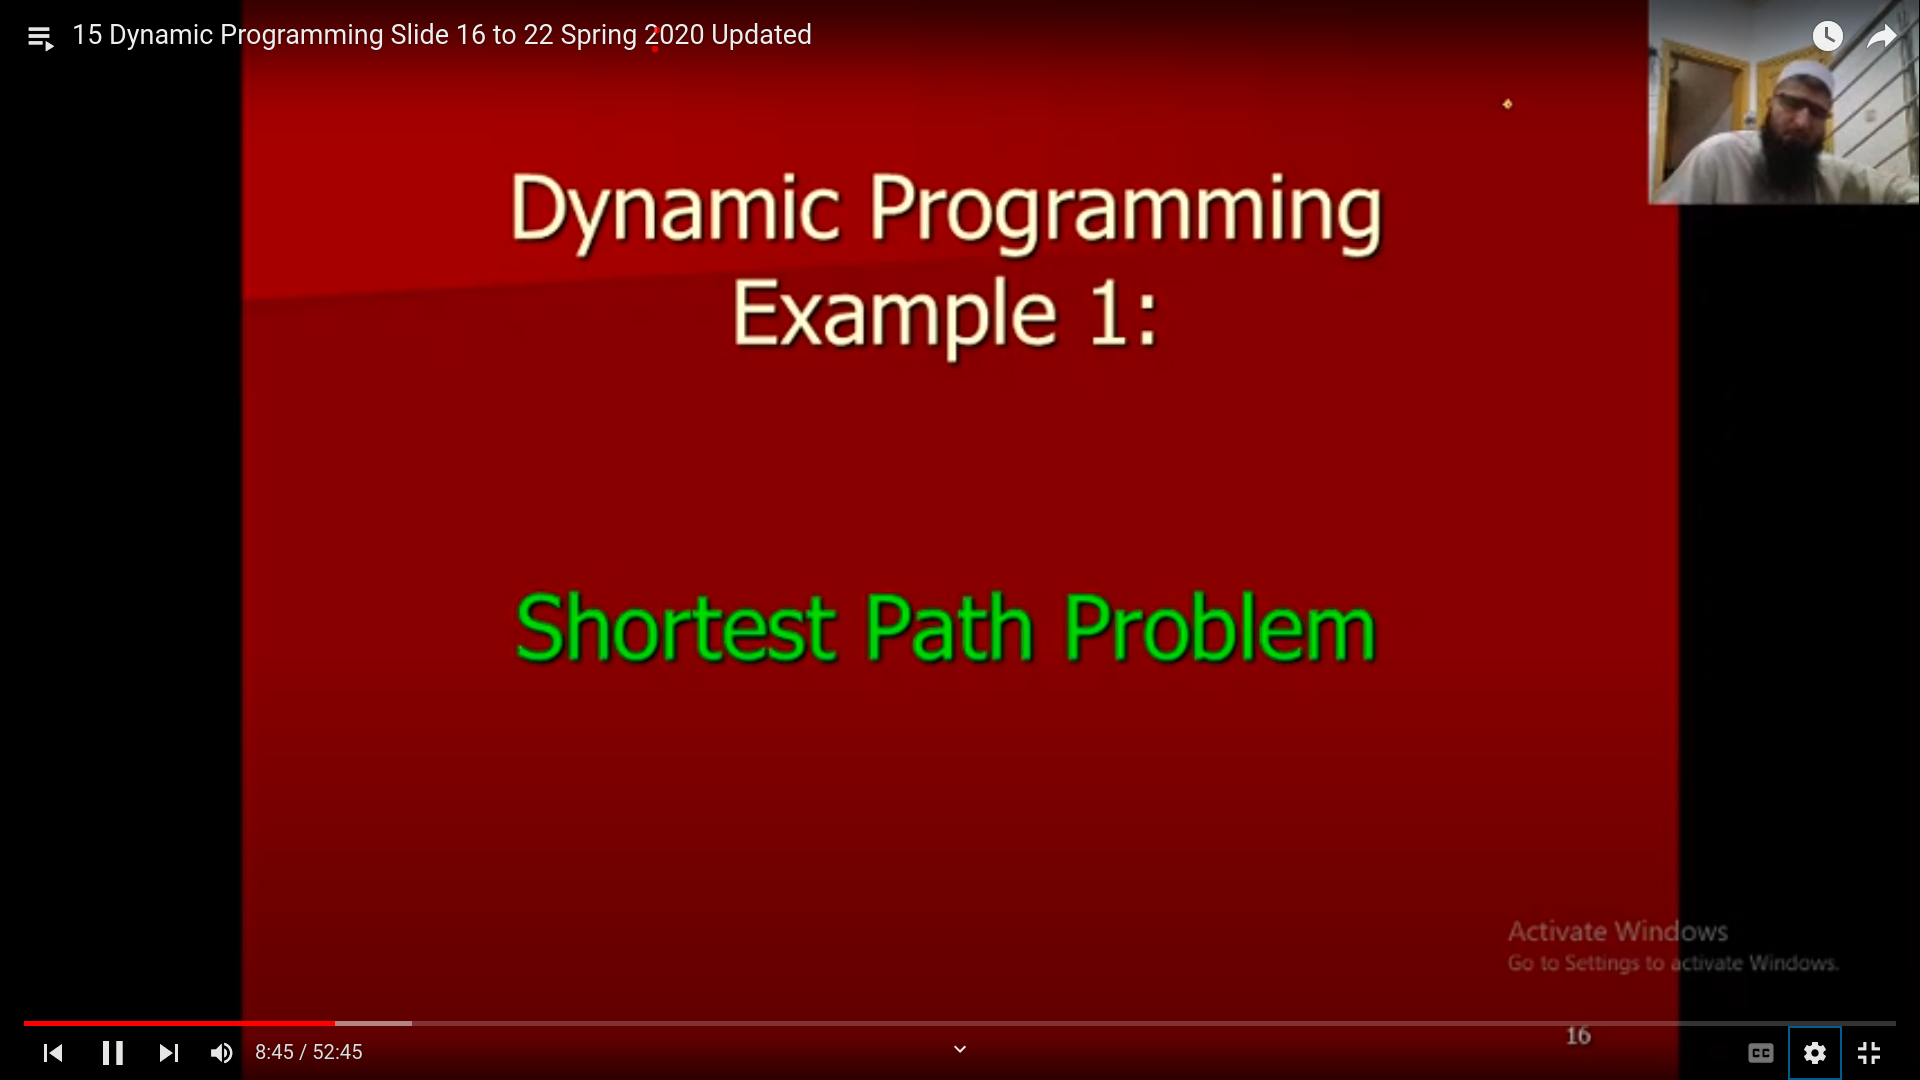 15 Dynamic Programming Slide 16 to 22 Spring 2020 Updated
Dynamic Programming
Example 1:
Shortest Path Problem
Activate Windows
Go to Settings to activate Windows.
16
8:45 / 52:45
CC